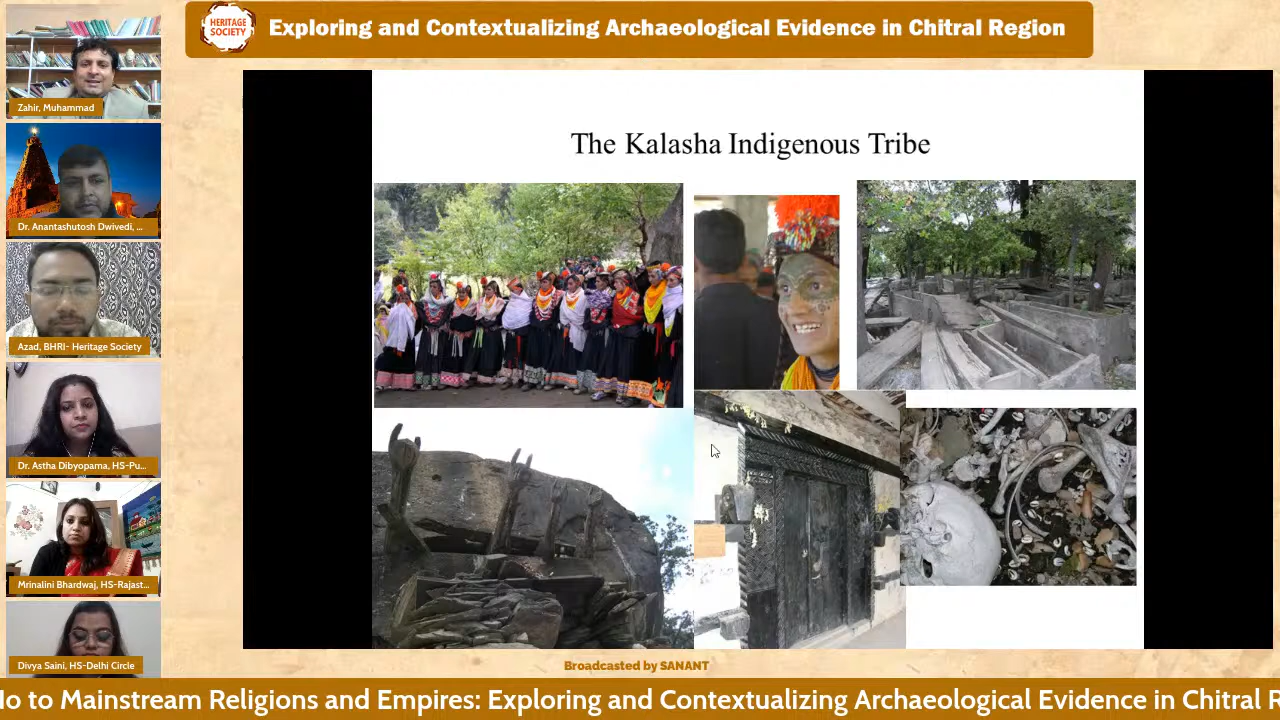 HERITAGE
SOCIETY
Exploring and Contextualizing Archaeological Evidence in Chitral Region
Zahir, Muhammad
Dr. Anantashutosh Dwivedi, ...
Azad, BHRI- Heritage Society
Dr. Astha Dibyopama, HS-Pu...
Mrinalini Bhardwaj, HS-Rajast...
Divya Saini, HS-Delhi Circle
The Kalasha Indigenous Tribe
Broadcasted by SANANT
No to Mainstream Religions and Empires: Exploring and Contextualizing Archaeological Evidence in Chitral R